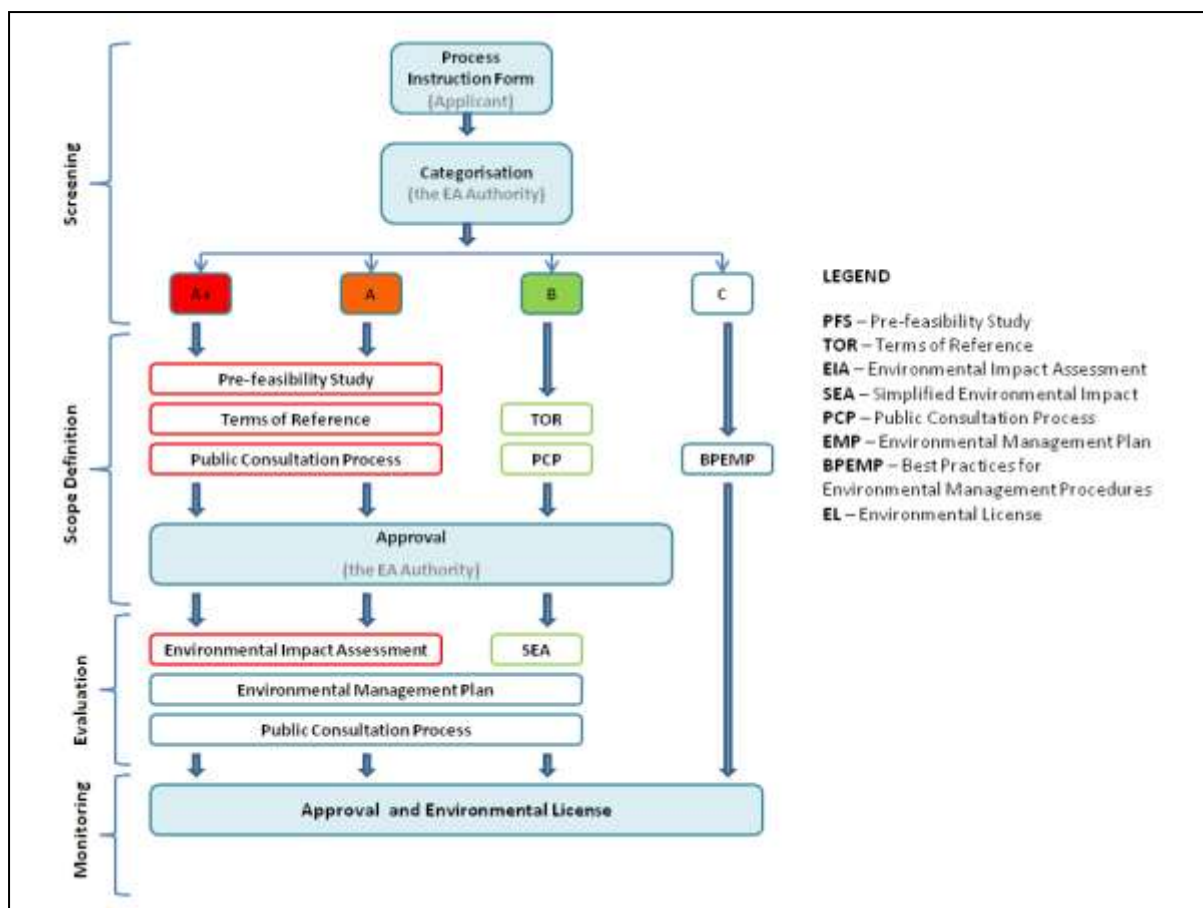 Process
Instruction Form
(Applicant)
Categorisation
(the EA Authority)
Screening
A+
A
B
C
Scope Definition
Pre-feasibility Study
Terms of Reference
Public Consultation Process
TOR
PCP
BPEMP
Approval
(the EA Authority)
Evaluation
Environmental Impact Assessment
SEA
Environmental Management Plan
Public Consultation Process
Monitoring
Approval and Environmental License
LEGEND
PFS – Pre-feasibility Study
TOR – Terms of Reference
EIA – Environmental Impact Assessment
SEA – Simplified Environmental Impact
PCP – Public Consultation Process
EMP – Environmental Management Plan
BPEMP – Best Practices for
Environmental Management Procedures
EL – Environmental License